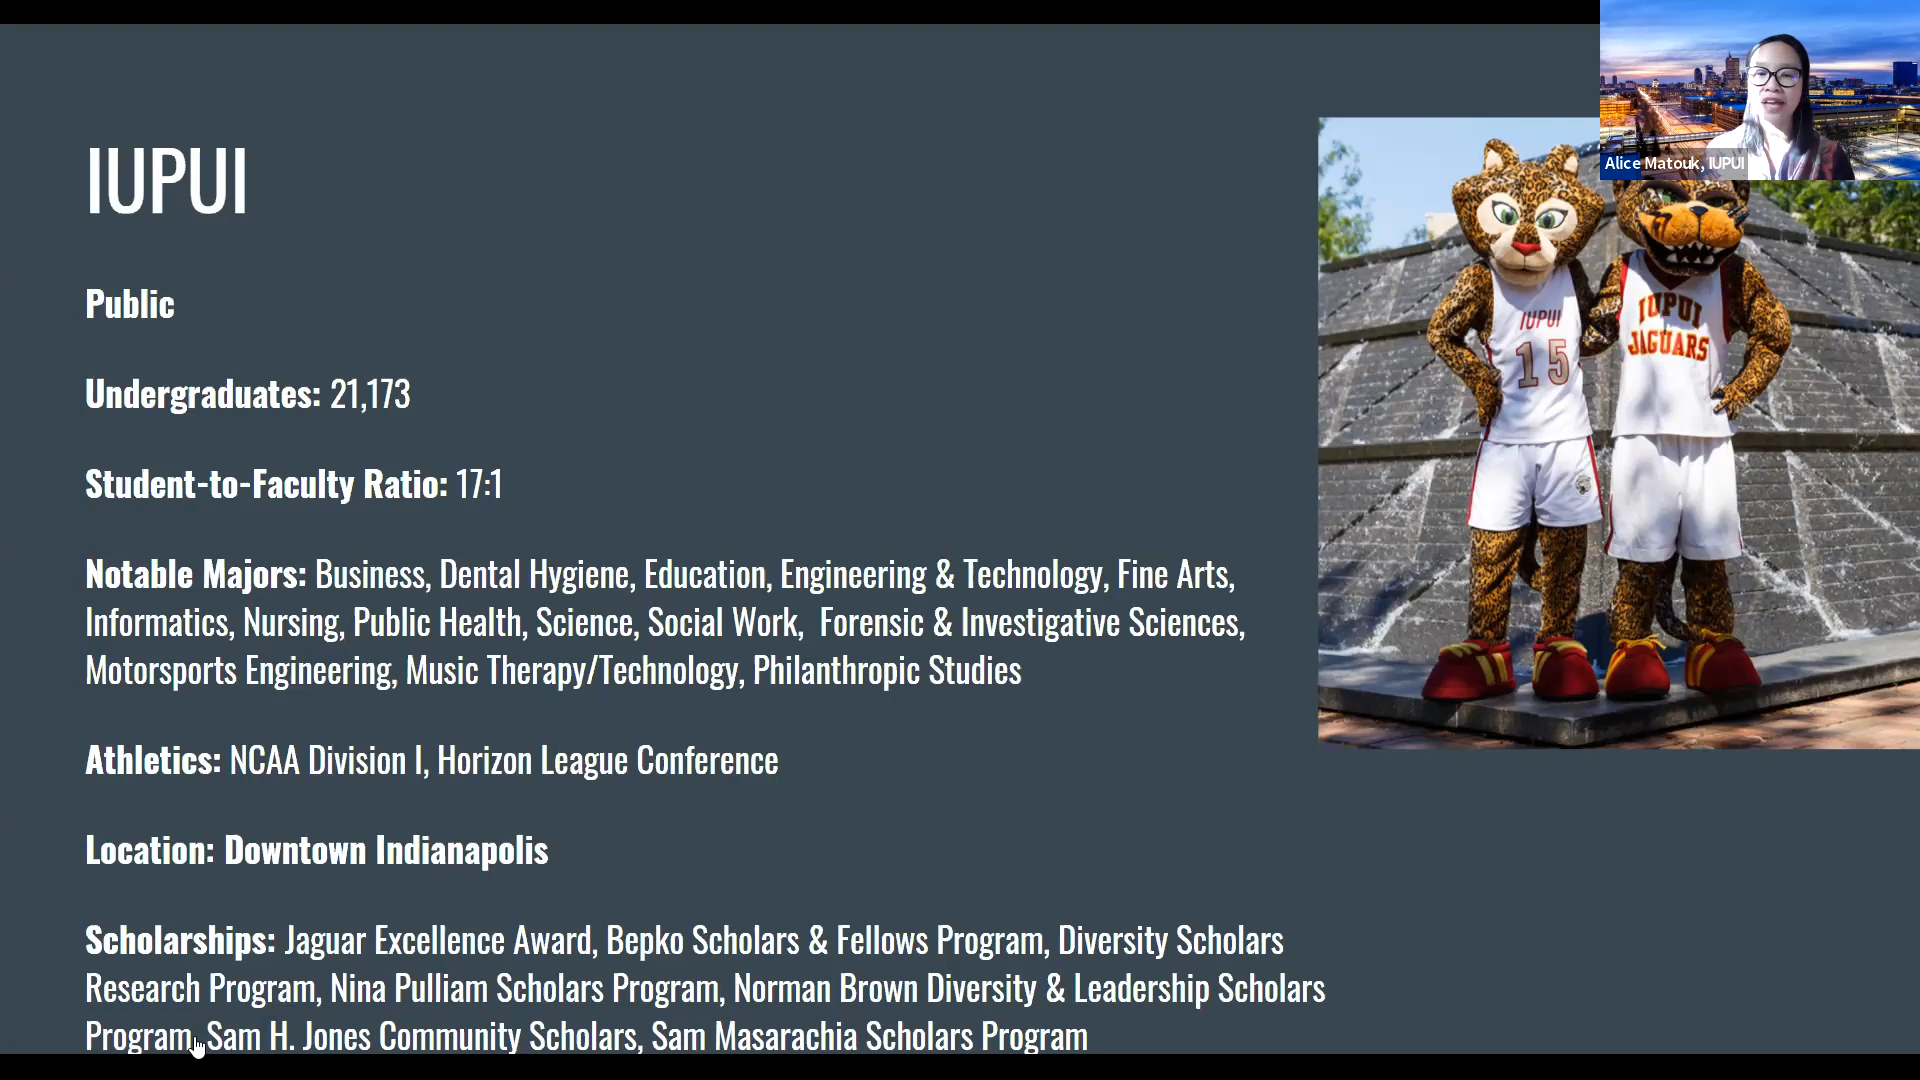 IUPUI
Public
Undergraduates: 21,173
Student-to-Faculty Ratio: 17:1
Notable Majors: Business, Dental Hygiene, Education, Engineering & Technology, Fine Arts,
Informatics, Nursing, Public Health, Science, Social Work,  Forensic & Investigative Sciences,
Motorsports Engineering, Music Therapy/Technology, Philanthropic Studies
Athletics: NCAA Division I, Horizon League Conference
Location: Downtown Indianapolis
Scholarships: Jaguar Excellence Award, Bepko Scholars & Fellows Program, Diversity Scholars
Research Program, Nina Pulliam Scholars Program, Norman Brown Diversity & Leadership Scholars
Program, Sam H. Jones Community Scholars, Sam Masarachia Scholars Program
Alice Matouk, IUPUI
IUPUI
15
IUPUI
JAGUARS